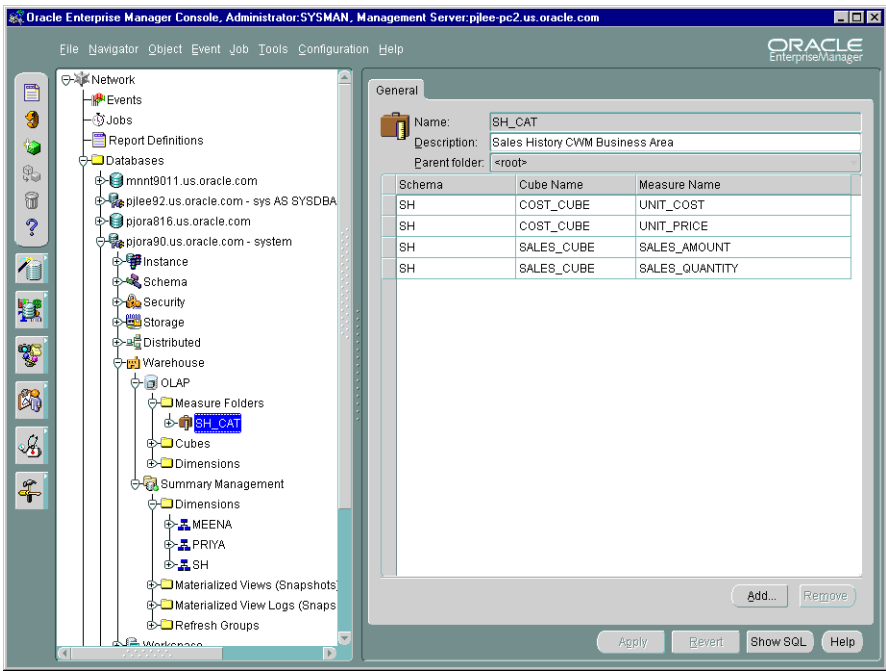 Oracle Enterprise Manager Console, Administrator:SYSMAN, Management Server:pjlee-pc2.us.oracle.com
File Navigator Object Event Job Tools Configuration Help
ORACLE
EnterpriseManager
Network
Events
Jobs
Report Definitions
Databases
mnnt9011.us.oracle.com
pjlee92.us.oracle.com - sys AS SYSDBA
pjora816.us.oracle.com
pjora90.us.oracle.com - system
Instance
Schema
Security
Storage
Distributed
Warehouse
OLAP
Measure Folders
SH_CAT
Cubes
Dimensions
Summary Management
Dimensions
MEENA
PRIYA
SH
Materialized Views (Snapshots)
Materialized View Logs (Snaps
Refresh Groups
Workspace
General
Name: SH_CAT
Description: Sales History CWM Business Area
Parent folder: <root>
Schema Cube Name Measure Name
SH COST_CUBE UNIT_COST
SH COST_CUBE UNIT_PRICE
SH SALES_CUBE SALES_AMOUNT
SH SALES_CUBE SALES_QUANTITY
Add... Remove
Apply Revert Show SQL Help